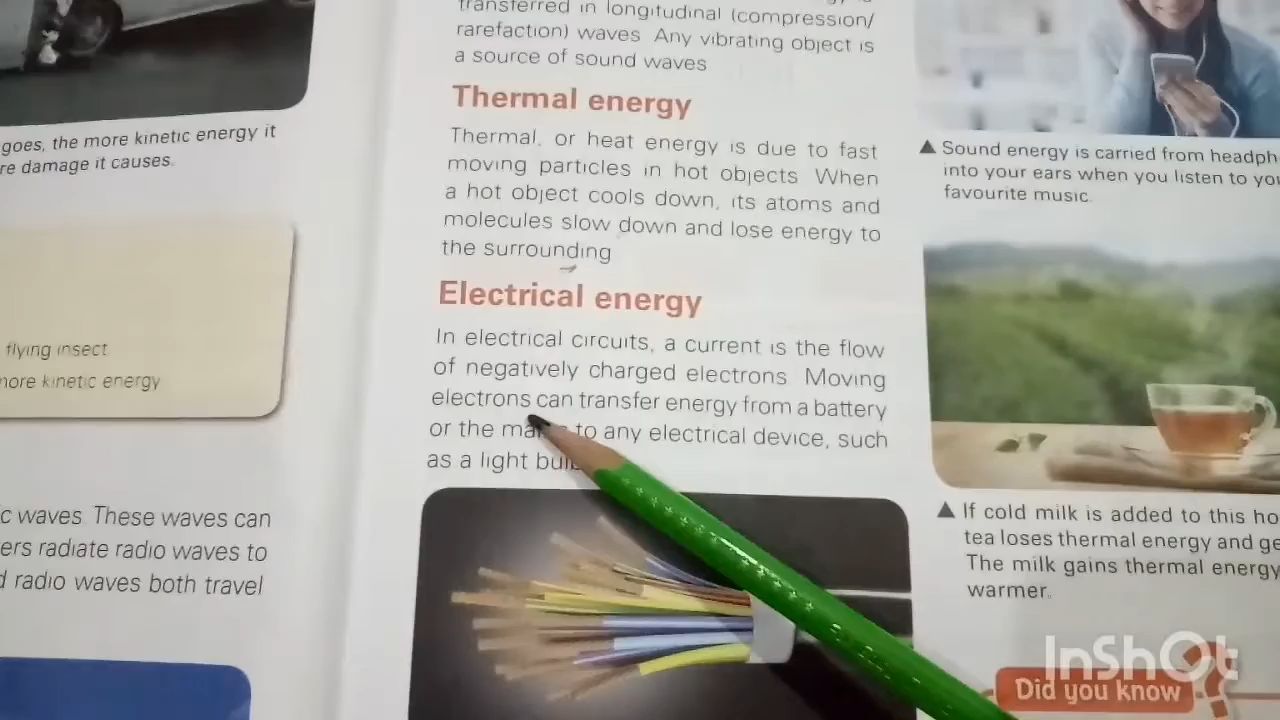 goes, the more kinetic energy it
re damage it causes.
flying insect
more kinetic energy
c waves. These waves can
ers radiate radio waves to
d radio waves both travel
transferred in longitudinal (compression/
rarefaction) waves. Any vibrating object is
a source of sound waves
Thermal energy
Thermal, or heat energy is due to fast
moving particles in hot objects. When
a hot object cools down, its atoms and
molecules slow down and lose energy to
the surrounding
Electrical energy
In electrical circuits, a current is the flow
of negatively charged electrons. Moving
electrons can transfer energy from a battery
or the to any electrical device, such
as a light
▲ Sound energy is carried from headph
into your ears when you listen to you
favourite music.
▲ If cold milk is added to this ho
tea loses thermal energy and ge
The milk gains thermal energy
warmer.
InShOt
Did you know
?